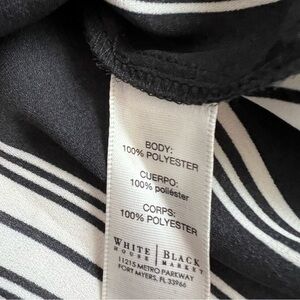 BODY:
100% POLYESTER
CUERPO:
100% poliéster
CORPS:
100% POLYESTER
WHITE | BLACK
HOUSE | MARKET
11215 METRO PARKWAY
FORT MYERS, FL 33966